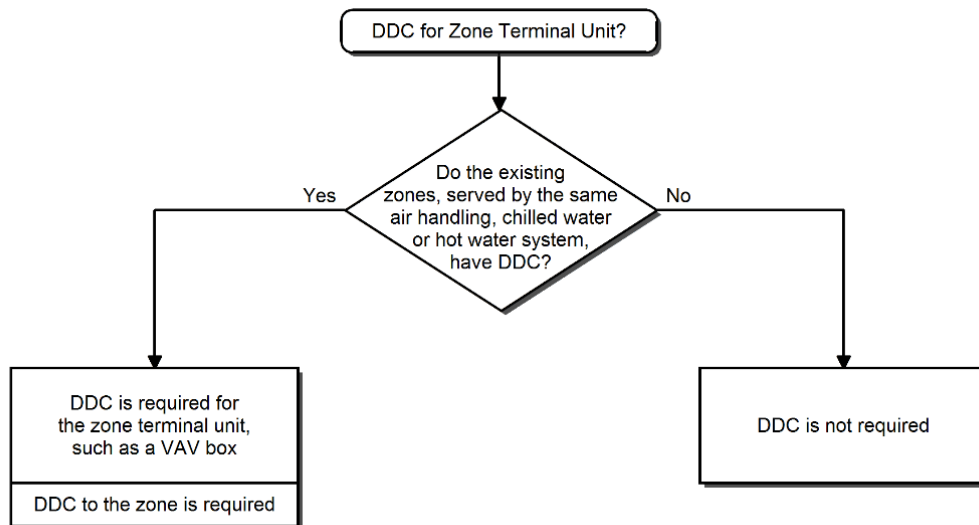 DDC for Zone Terminal Unit?
Do the existing
zones, served by the same
air handling, chilled water
or hot water system,
have DDC?
Yes
No
DDC is required for
the zone terminal unit,
such as a VAV box
DDC to the zone is required
DDC is not required